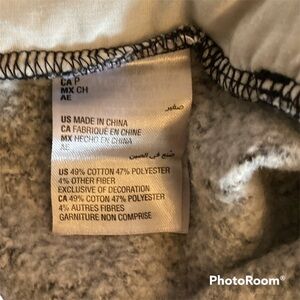 CA P
MX CH
AE
صغير
US MADE IN CHINA
CA FABRIQUÉ EN CHINE
MX HECHO EN CHINA
AE
صنع في الصين
US 49% COTTON 47% POLYESTER
4% OTHER FIBER
EXCLUSIVE OF DECORATION
CA 49% COTON 47% POLYESTER
4% AUTRES FIBRES
GARNITURE NON COMPRISE
PhotoRoom®